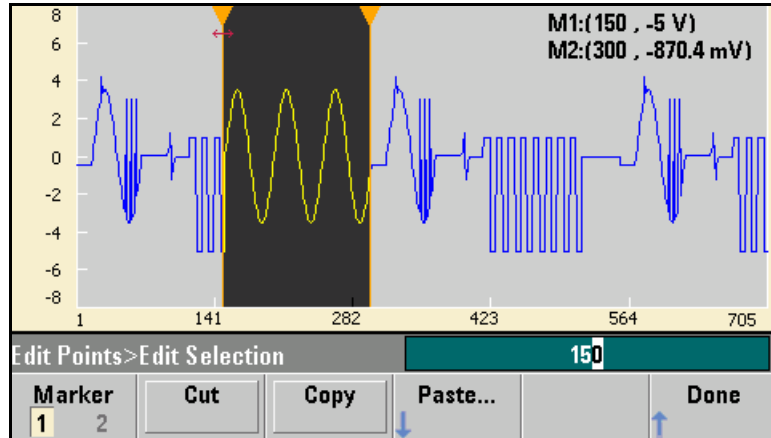 M1:(150 , -5 V)
M2:(300 , -870.4 mV)
8
6
4
2
0
-2
-4
-6
-8
1 141 282 423 564 705
Edit Points>Edit Selection 150
Marker Cut Copy Paste... Done
1 2